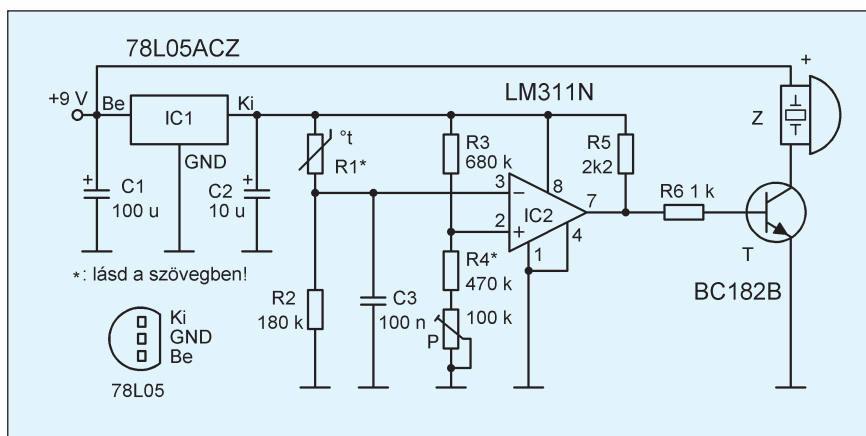 78L05ACZ
+
+9 V
Be
IC1
Ki
LM311N
GND
°t
R1*
R3
680 k
R5
2k2
Z
+
C1
100 u
C2
+
10 u
3
−
8
7
IC2
2
+
1
4
R6 1 k
T
BC182B
*: lásd a szövegben!
R4*
470 k
R2
180 k
C3
100 n
100 k
P
Ki
GND
Be
78L05